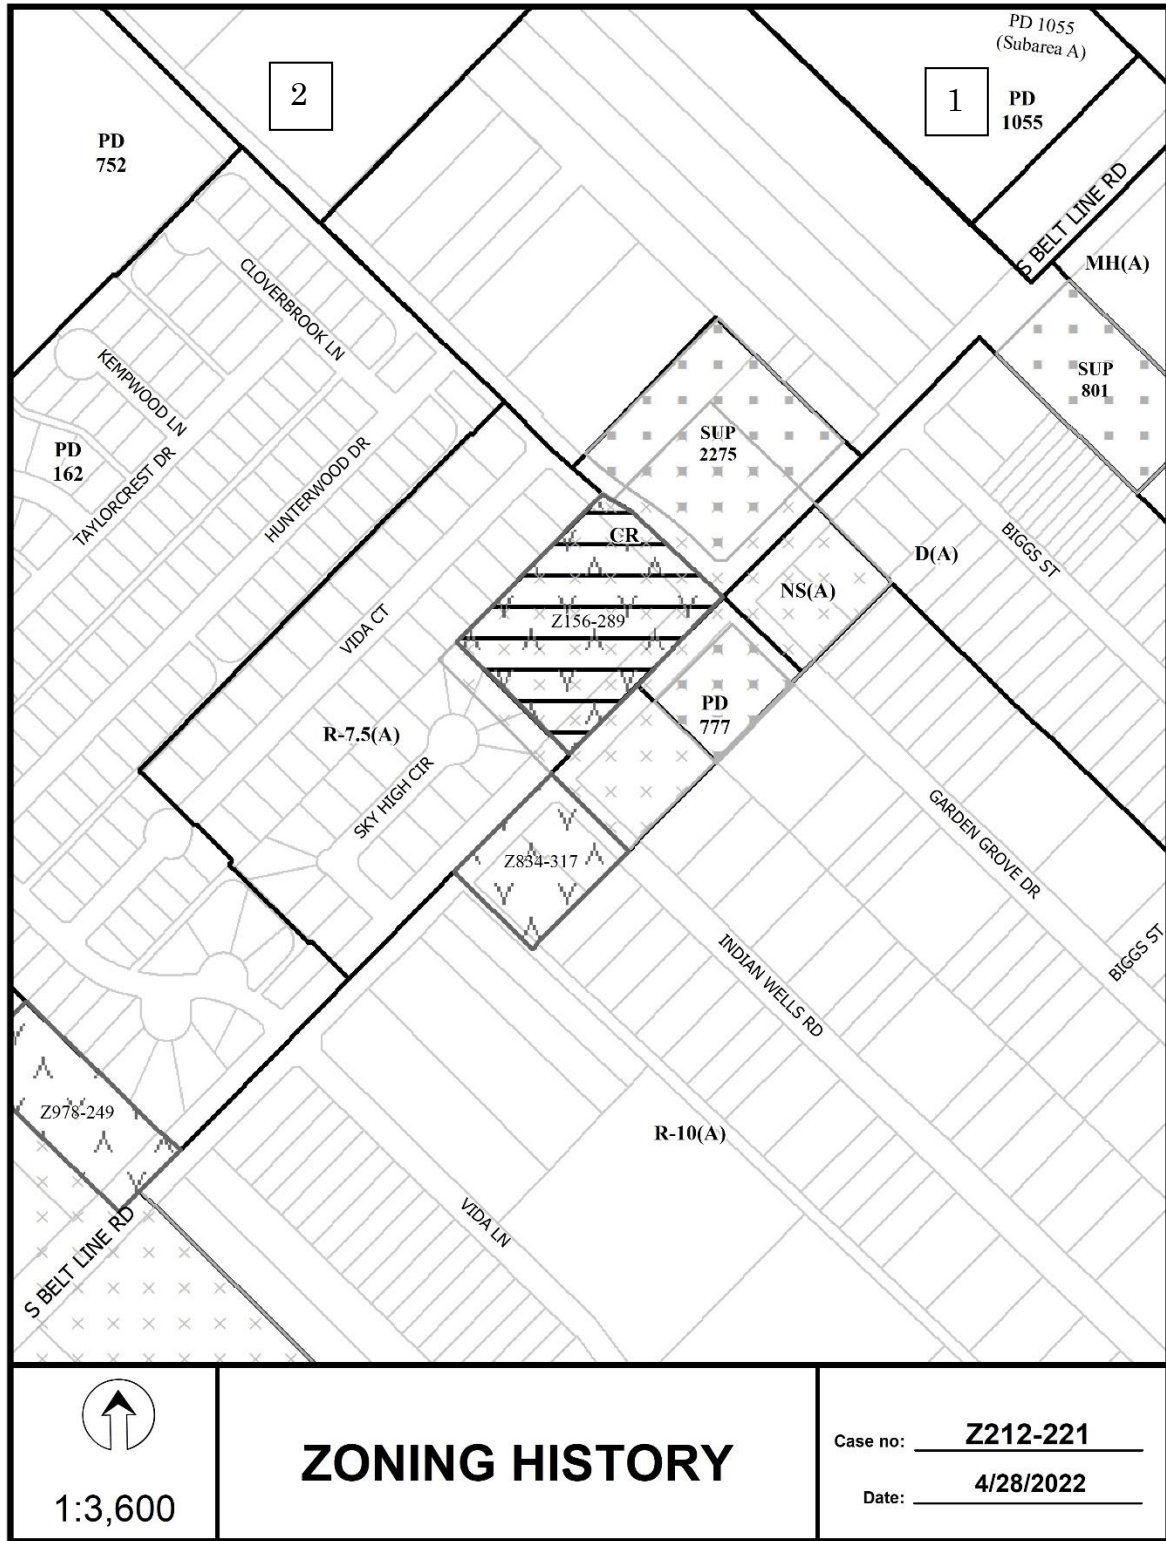 PD 1055
(Subarea A)
2
1
PD
1055
PD
752
S BELT LINE RD
MH(A)
CLOVERBROOK LN
KEMPWOOD LN
SUP
801
SUP
2275
PD
162
TAYLORCREST DR
HUNTERWOOD DR
CR
BIGGS ST
D(A)
NS(A)
Z156-289
VIDA CT
PD
777
R-7.5(A)
SKY HIGH CIR
GARDEN GROVE DR
Z834-317
INDIAN WELLS RD
BIGGS ST
Z978-249
R-10(A)
VIDA LN
S BELT LINE RD
1:3,600
ZONING HISTORY
Case no: Z212-221
Date: 4/28/2022